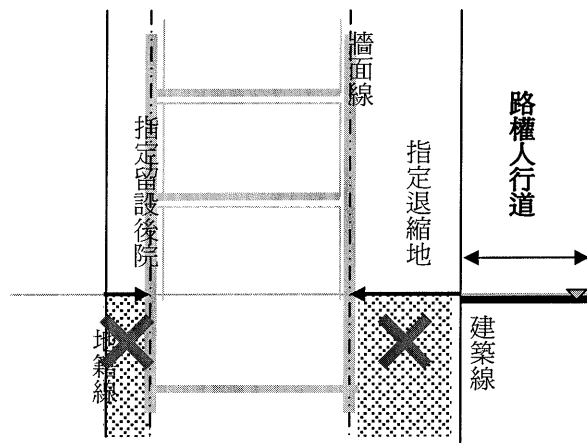 牆面線
路權人行道
指定留設後院
指定退縮地
地籍線
建築線